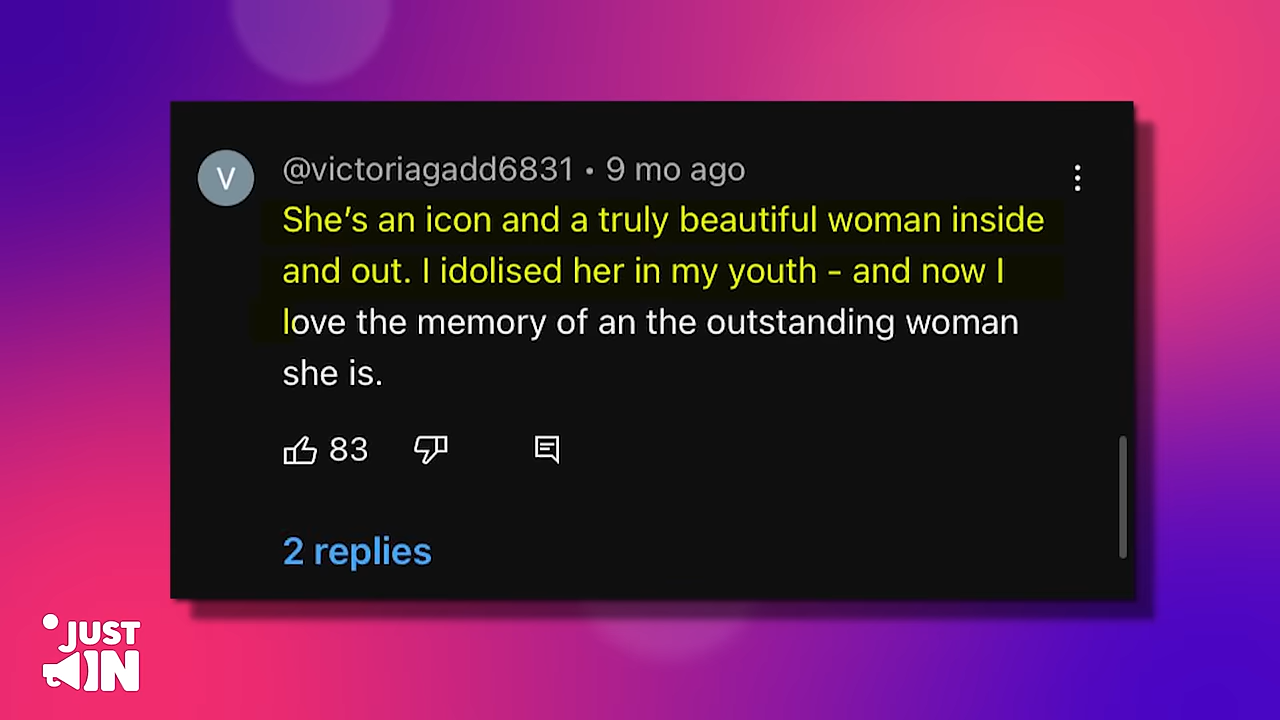 V
@victoriagadd6831 • 9 mo ago
She's an icon and a truly beautiful woman inside
and out. I idolised her in my youth - and now I
love the memory of an the outstanding woman
she is.
83
2 replies
JUST
IN